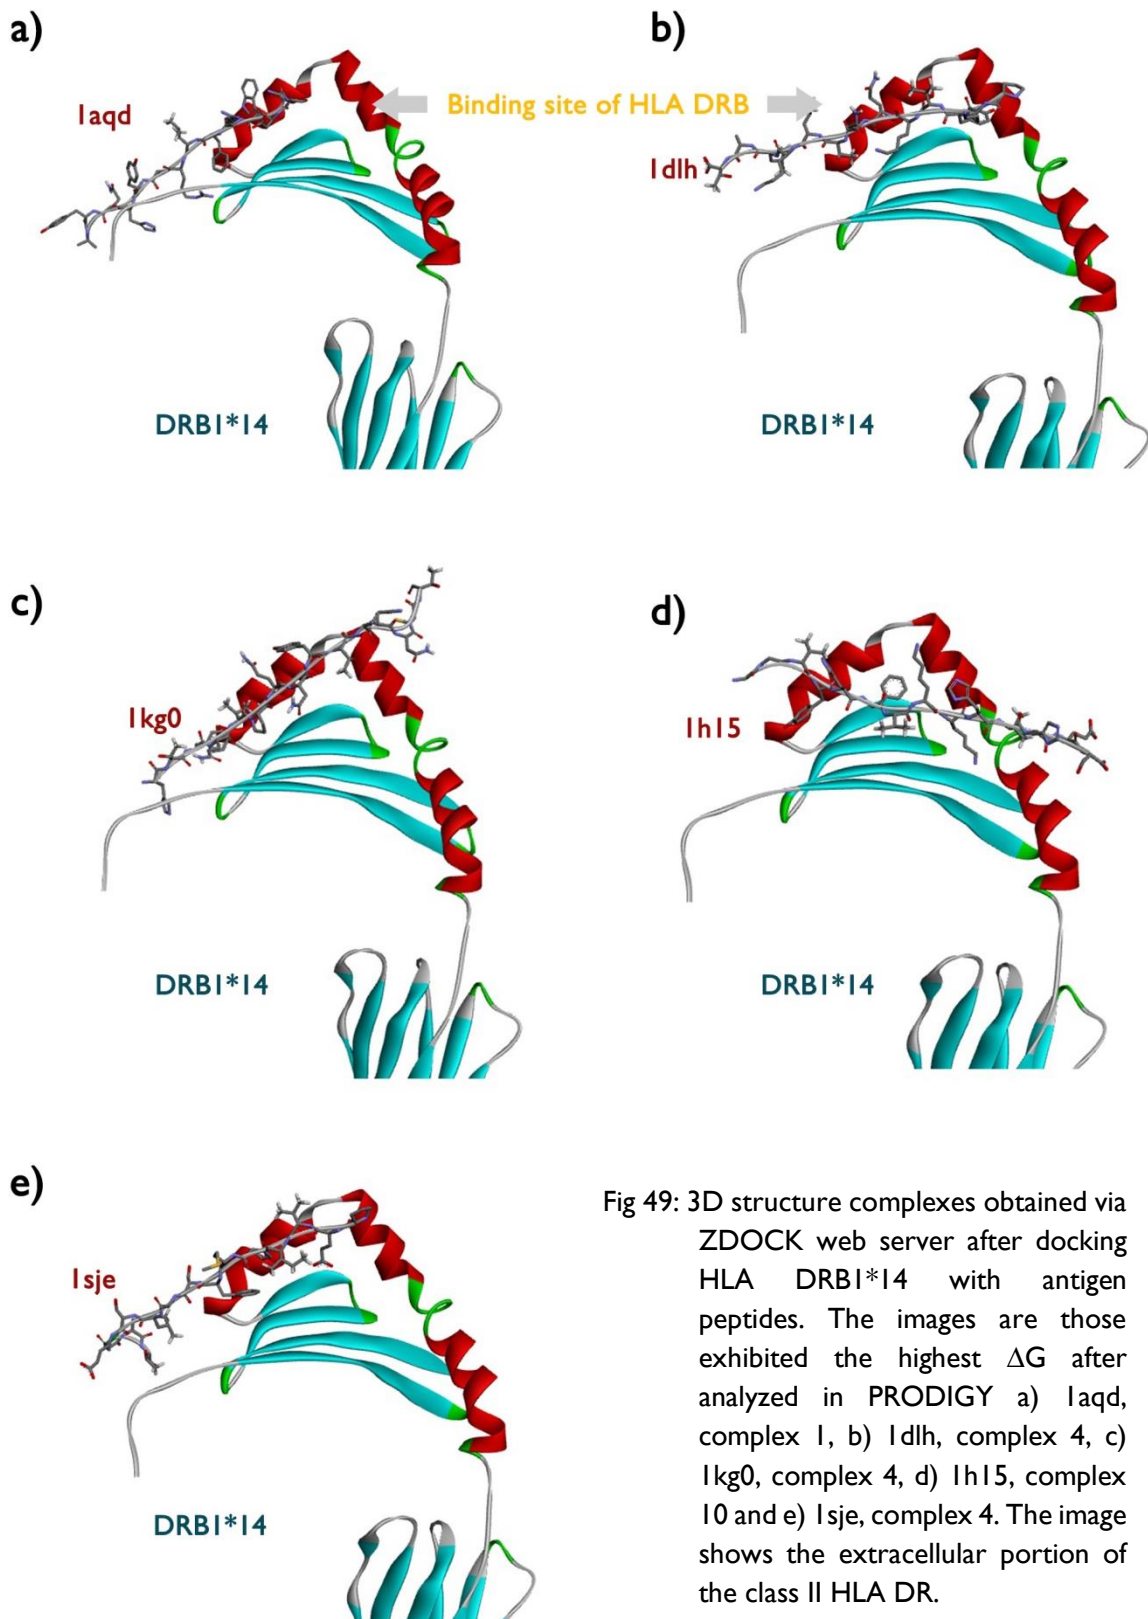 a)
b)
1aqd
Binding site of HLA DRB
1dlh
DRB1*14
DRB1*14
c)
d)
1kg0
1h15
DRB1*14
DRB1*14
e)
1sje
DRB1*14
Fig 49: 3D structure complexes obtained via
ZDOCK web server after docking
HLA DRB1*14 with antigen
peptides. The images are those
exhibited the highest ΔG after
analyzed in PRODIGY a) 1aqd,
complex 1, b) 1dlh, complex 4, c)
1kg0, complex 4, d) 1h15, complex
10 and e) 1sje, complex 4. The image
shows the extracellular portion of
the class II HLA DR.